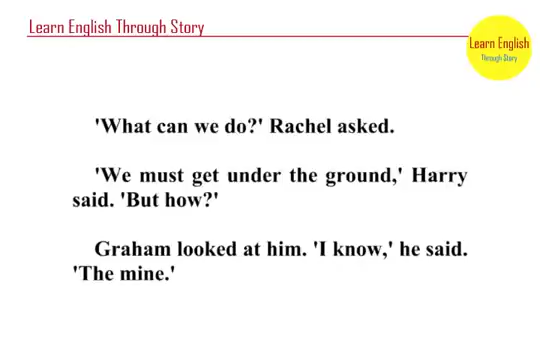 Learn English Through Story
Learn English
Through Story
'What can we do?' Rachel asked.
'We must get under the ground,' Harry
said. 'But how?'
Graham looked at him. 'I know,' he said.
'The mine.'